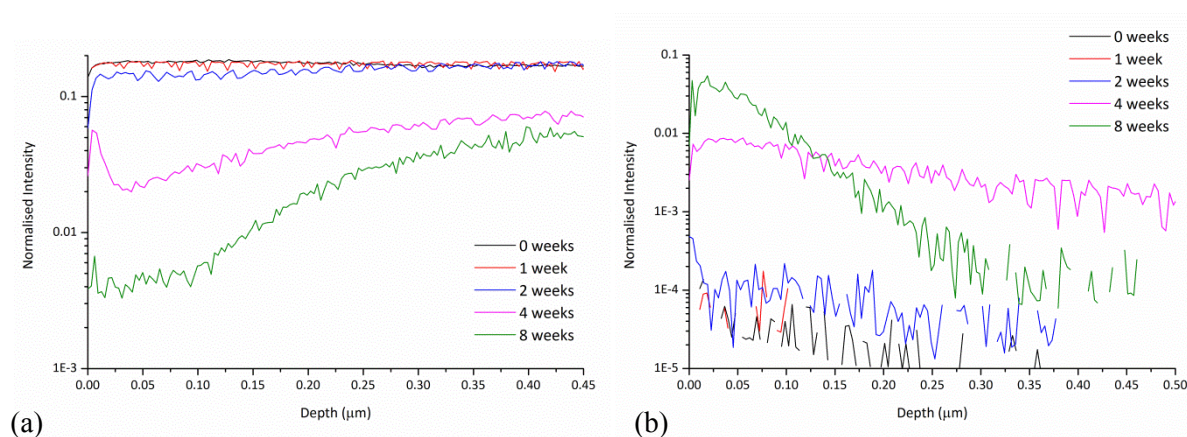 0.1
0.01
1E-3
Normalised Intensity
0 weeks
1 week
2 weeks
4 weeks
8 weeks
0.00 0.05 0.10 0.15 0.20 0.25 0.30 0.35 0.40 0.45
Depth (μm)
(a)
0.1
0.01
1E-3
1E-4
1E-5
Normalised Intensity
0 weeks
1 week
2 weeks
4 weeks
8 weeks
0.00 0.05 0.10 0.15 0.20 0.25 0.30 0.35 0.40 0.45 0.50
Depth (μm)
(b)